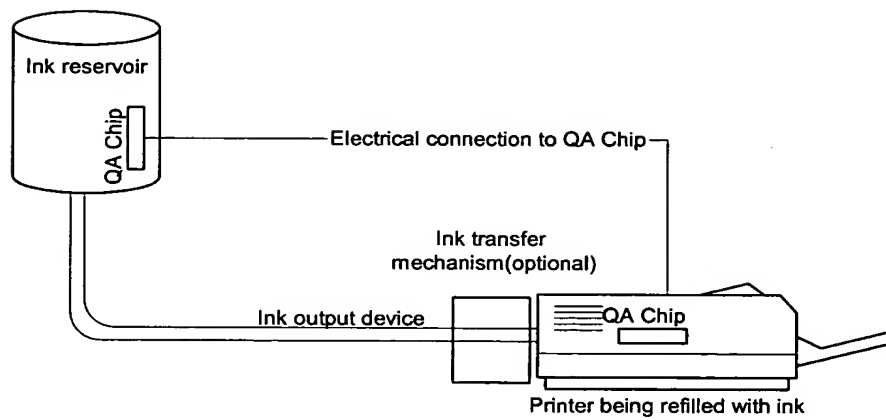 Ink reservoir
QA Chip
Electrical connection to QA Chip
Ink transfer
mechanism(optional)
Ink output device
QA Chip
Printer being refilled with ink